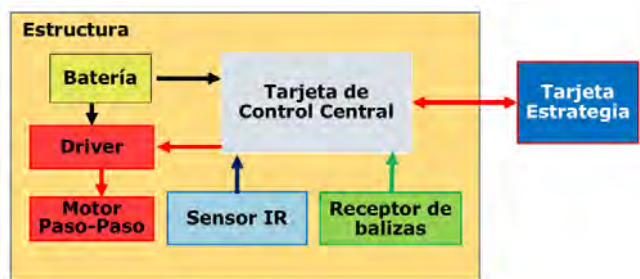 Estructura
Batería
Tarjeta de
Control Central
Tarjeta
Estrategia
Driver
Motor
Paso-Paso
Sensor IR
Receptor de
balizas